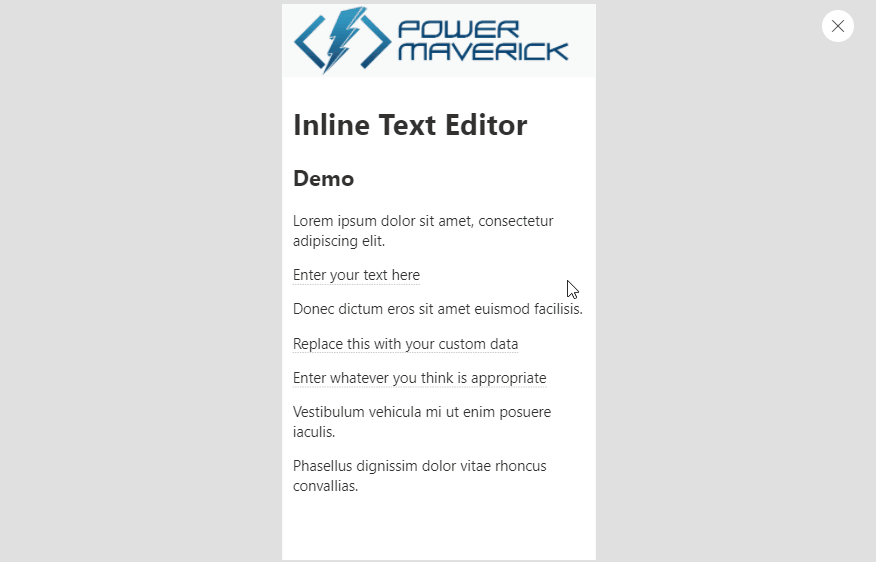 POWER
MAVERICK
Inline Text Editor
Demo
Lorem ipsum dolor sit amet, consectetur
adipiscing elit.
Enter your text here
Donec dictum eros sit amet euismod facilisis.
Replace this with your custom data
Enter whatever you think is appropriate
Vestibulum vehicula mi ut enim posuere
iaculis.
Phasellus dignissim dolor vitae rhoncus
convallias.